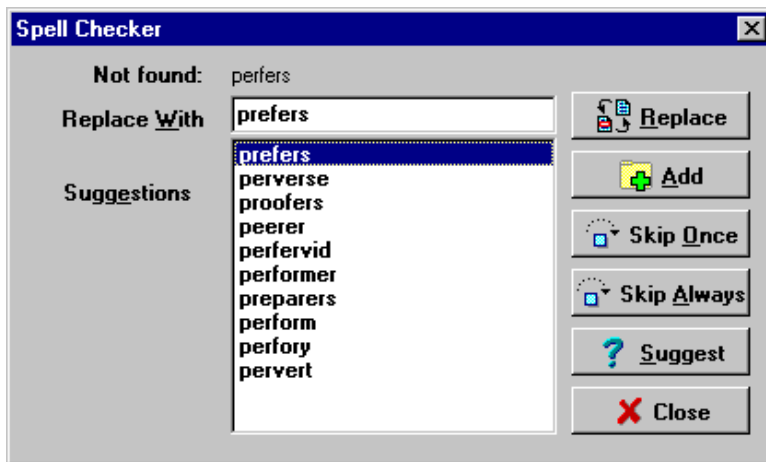 Spell Checker
Not found: perfers
Replace With prefers
Suggestions
prefers
perverse
proofers
peerer
perfervid
performer
preparers
perform
perfory
pervert
Replace
Add
Skip Once
Skip Always
Suggest
Close